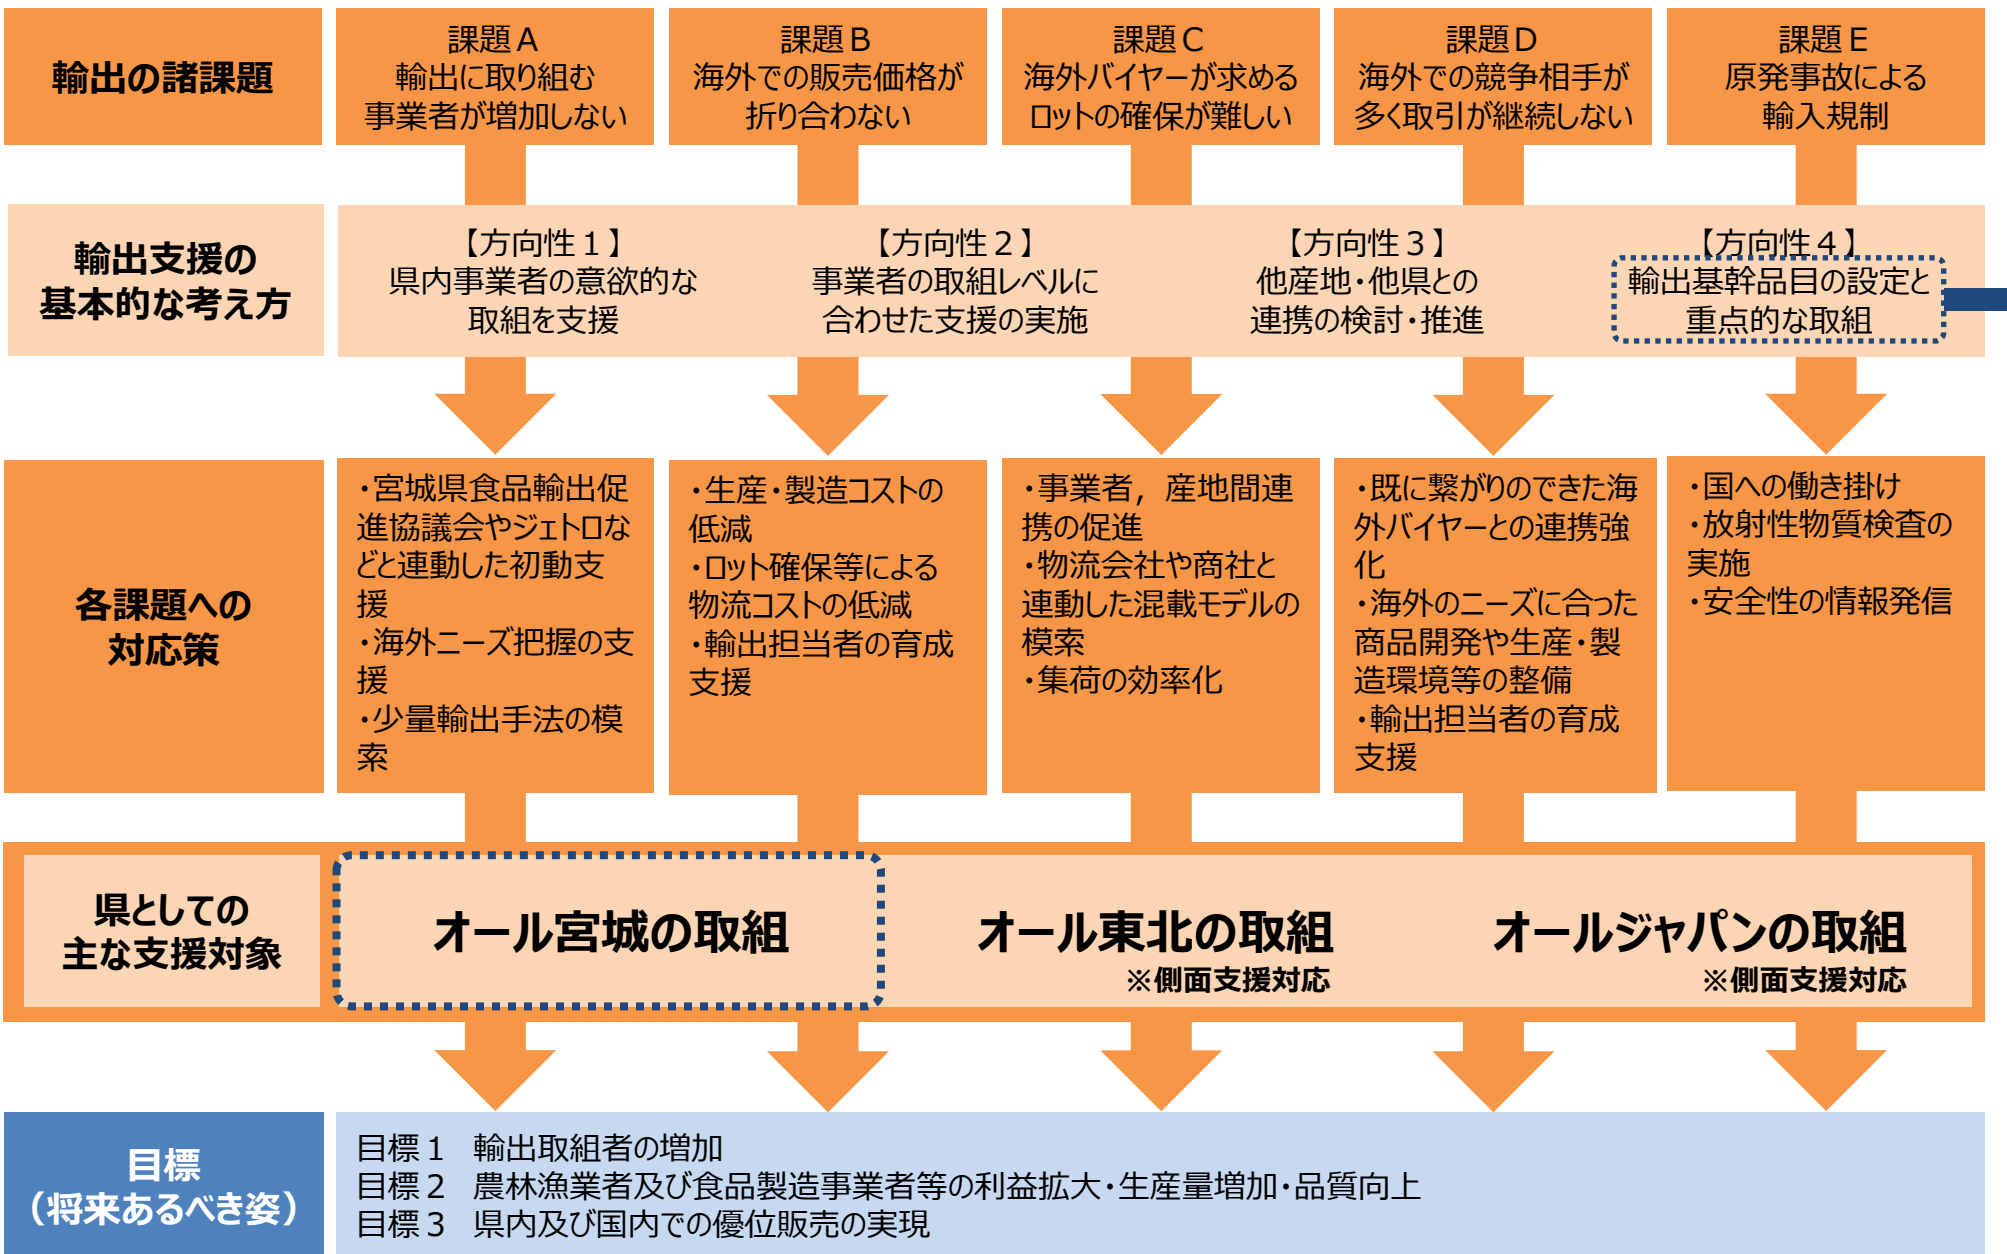 輸出の諸課題
課題A
輸出に取り組む
事業者が増加しない
課題B
海外での販売価格が
折り合わない
課題C
海外バイヤーが求める
ロットの確保が難しい
課題D
海外での競争相手が
多く取引が継続しない
課題E
原発事故による
輸入規制
輸出支援の
基本的な考え方
【方向性1】
県内事業者の意欲的な
取組を支援
【方向性2】
事業者の取組レベルに
合わせた支援の実施
【方向性3】
他産地・他県との
連携の検討・推進
【方向性4】
輸出基幹品目の設定と
重点的な取組
各課題への
対応策
・宮城県食品輸出促
進協議会やジェトロな
どと連動した初動支
援
・海外ニーズ把握の支
援
・少量輸出手法の模
索
・生産・製造コストの
低減
・ロット確保等による
物流コストの低減
・輸出担当者の育成
支援
・事業者，産地間連
携の促進
・物流会社や商社と
連動した混載モデルの
模索
・集荷の効率化
・既に繋がりのできた海
外バイヤーとの連携強
化
・海外のニーズに合った
商品開発や生産・製
造環境等の整備
・輸出担当者の育成
支援
・国への働き掛け
・放射性物質検査の
実施
・安全性の情報発信
県としての
主な支援対象
オール宮城の取組
オール東北の取組
※側面支援対応
オールジャパンの取組
※側面支援対応
目標
（将来あるべき姿）
目標1　輸出取組者の増加
目標2　農林漁業者及び食品製造事業者等の利益拡大・生産量増加・品質向上
目標3　県内及び国内での優位販売の実現